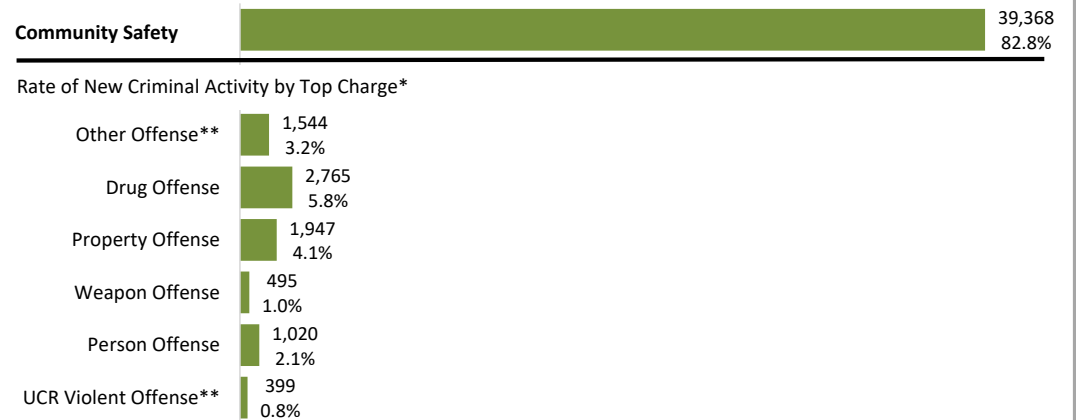 39,368
Community Safety
82.8%
Rate of New Criminal Activity by Top Charge*
1,544
Other Offense**
3.2%
2,765
Drug Offense
5.8%
1,947
Property Offense
4.1%
495
Weapon Offense
1.0%
1,020
Person Offense
2.1%
399
UCR Violent Offense**
0.8%